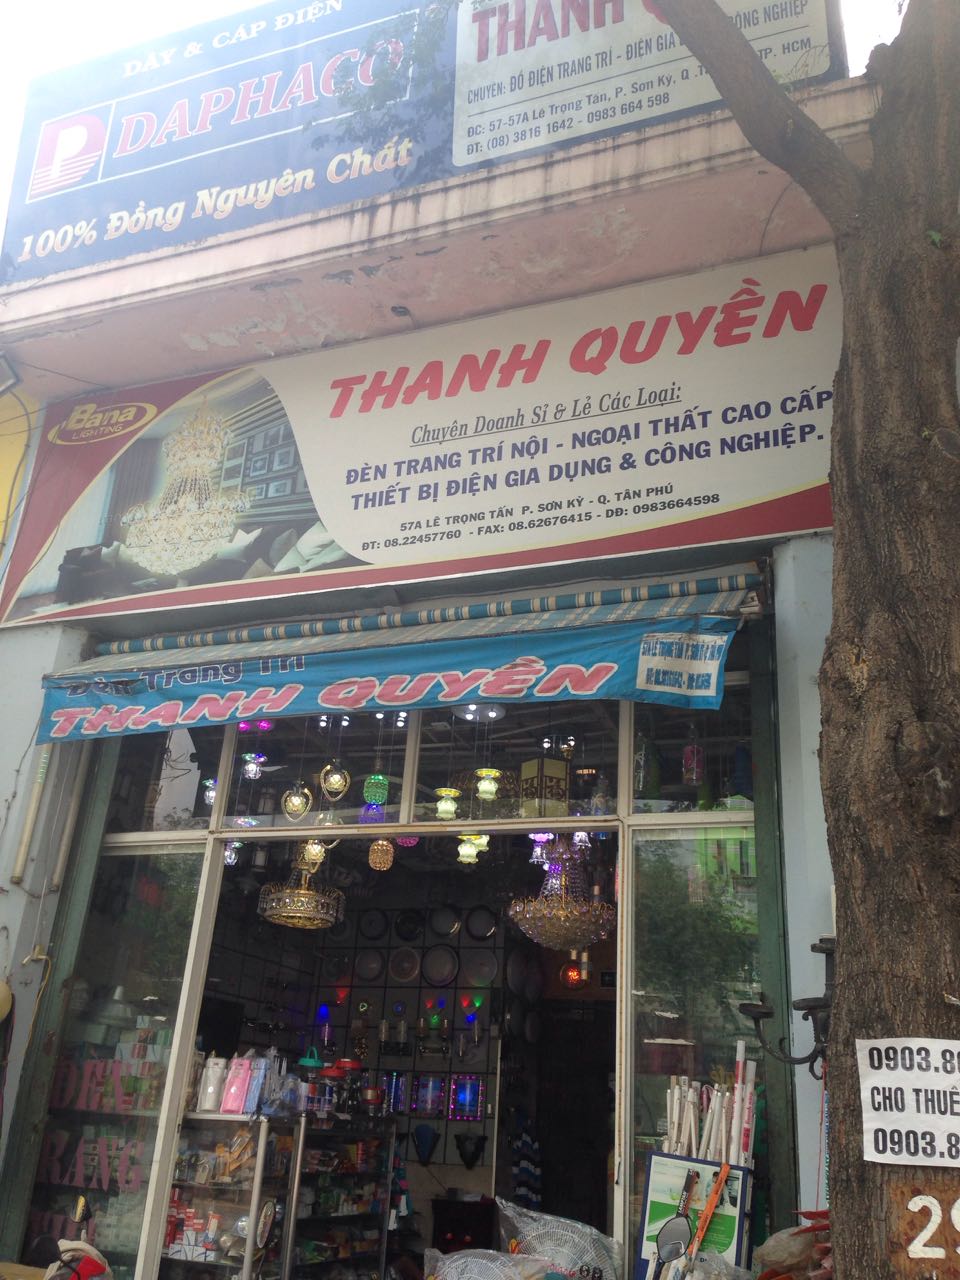 DÂY & CÁP ĐIỆN
DAPHACO
100% Đồng Nguyên Chất
THANH
CHUYÊN: ĐỒ ĐIỆN TRANG TRÍ - ĐIỆN GIA
ĐC: 57-57A Lê Trọng Tấn, P. Sơn Kỳ, Q
TP. HCM
ĐT: (08) 3816 1642 - 0983 664 598
Bana
LIGHTING
THANH QUYỀN
Chuyên Doanh Sỉ & Lẻ Các Loại:
ĐÈN TRANG TRÍ NỘI - NGOẠI THẤT CAO CẤP
THIẾT BỊ ĐIỆN GIA DỤNG & CÔNG NGHIỆP.
57A LÊ TRỌNG TẤN P. SƠN KỲ - Q. TÂN PHÚ
ĐT: 08.22457760 - FAX: 08.62676415 - DĐ: 0983664598
Đèn Trang Trí
THANH QUYỀN
ĐÈN
RANG
0903.8
CHO THUÊ
0903.8
29